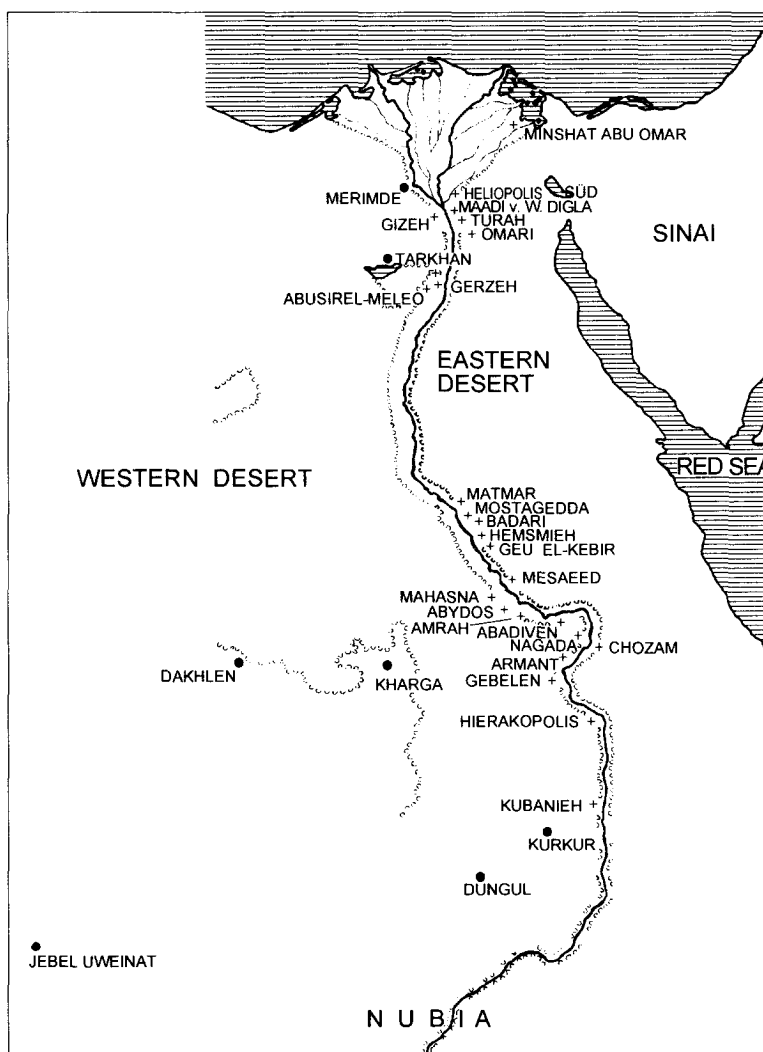 MINSHAT ABU OMAR
MERIMDE
HELIOPOLIS
SÜD
MAADI v. W. DIGLA
GIZEH
TURAH
OMARI
SINAI
TARKHAN
ABUSIREL-MELEO
GERZEH
EASTERN
DESERT
WESTERN DESERT
RED SEA
MATMAR
MOSTAGEDDA
BADARI
HEMSMIEH
GEU EL-KEBIR
MESAEED
MAHASNA
ABYDOS
AMRAH
ABADIVEN
NAGADA
CHOZAM
ARMANT
DAKHLEN
KHARGA
GEBELEN
HIERAKOPOLIS
KUBANIEH
KURKUR
DUNGUL
JEBEL UWEINAT
NUBIA